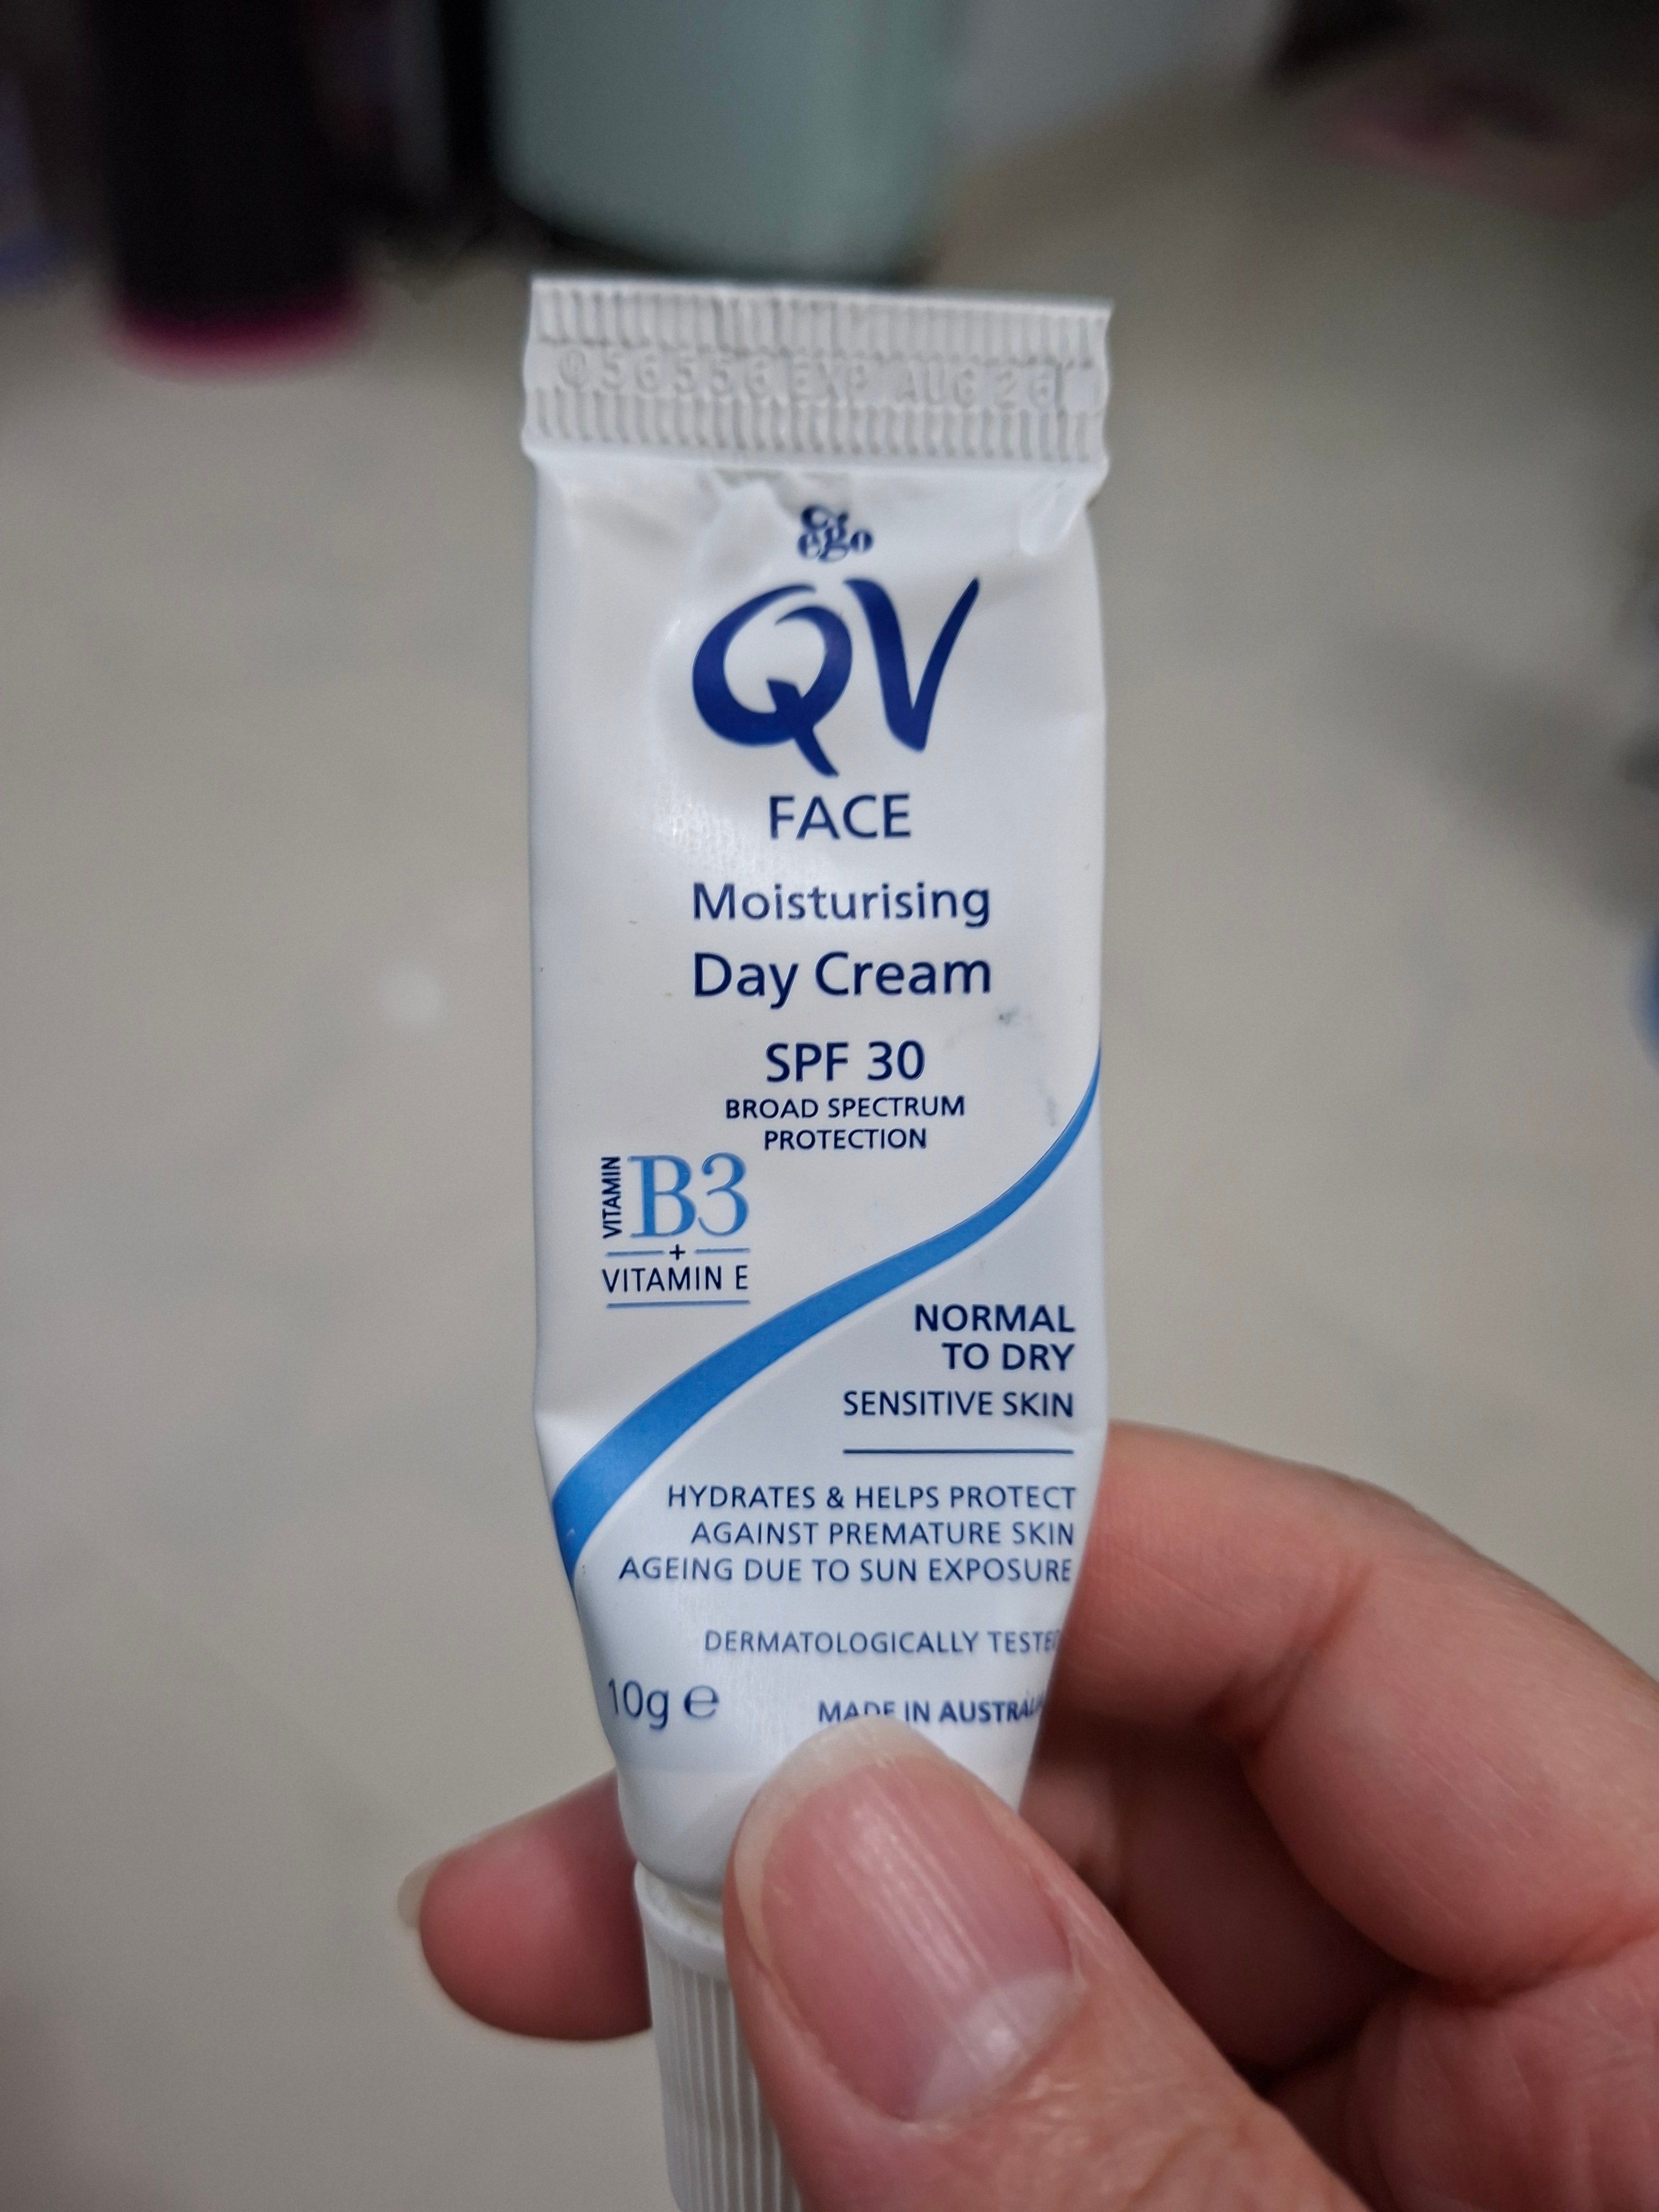 056556 EXP AUG 26
ego
QV
FACE
Moisturising
Day Cream
SPF 30
BROAD SPECTRUM
PROTECTION
VITAMIN B3
+
VITAMIN E
NORMAL
TO DRY
SENSITIVE SKIN
HYDRATES & HELPS PROTECT
AGAINST PREMATURE SKIN
AGEING DUE TO SUN EXPOSURE
DERMATOLOGICALLY TESTED
10g ℮ MADE IN AUSTRALIA